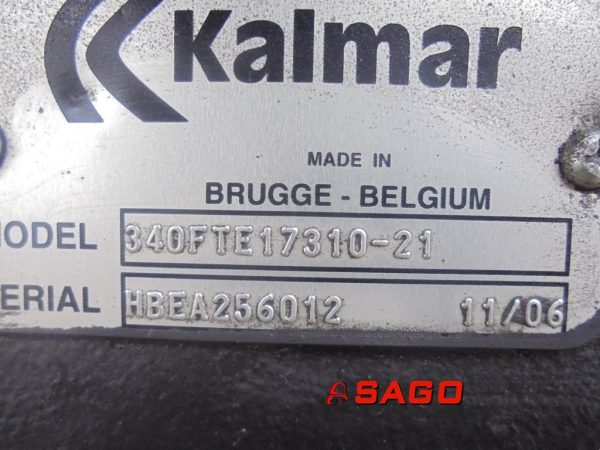 Kalmar
MADE IN
BRUGGE - BELGIUM
MODEL 340FTE17310-21
ERIAL HBEA256012 11/06
SAGO